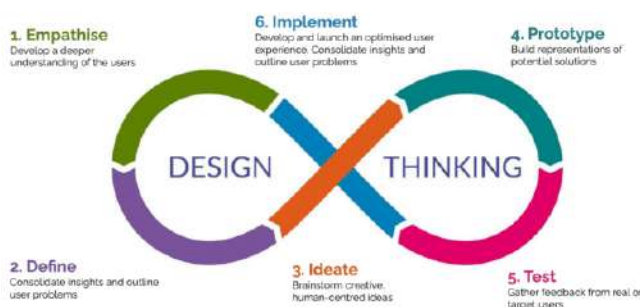 1. Empathise
Develop a deeper
understanding of the users
6. Implement
Develop and launch an optimised user
experience. Consolidate insights and
outline user problems
4. Prototype
Build representations of
potential solutions
DESIGN THINKING
2. Define
Consolidate insights and outline
user problems
3. Ideate
Brainstorm creative,
human-centred ideas
5. Test
Gather feedback from real or
target users